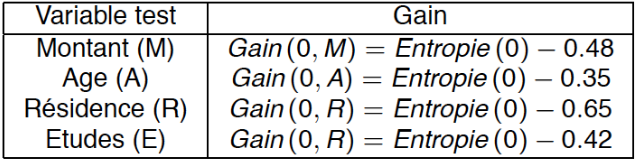 Variable test Gain
Montant (M) Gain (0, M) = Entropie (0) − 0.48
Age (A) Gain (0, A) = Entropie (0) − 0.35
Résidence (R) Gain (0, R) = Entropie (0) − 0.65
Etudes (E) Gain (0, R) = Entropie (0) − 0.42